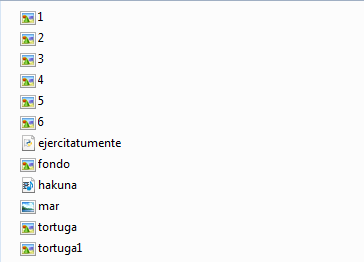 1
2
3
4
5
6
ejercitatumente
fondo
hakuna
mar
tortuga
tortuga1